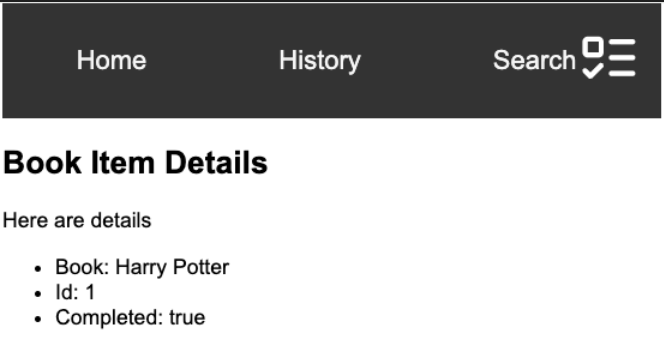 Home History Search
Book Item Details
Here are details
Book: Harry Potter
Id: 1
Completed: true